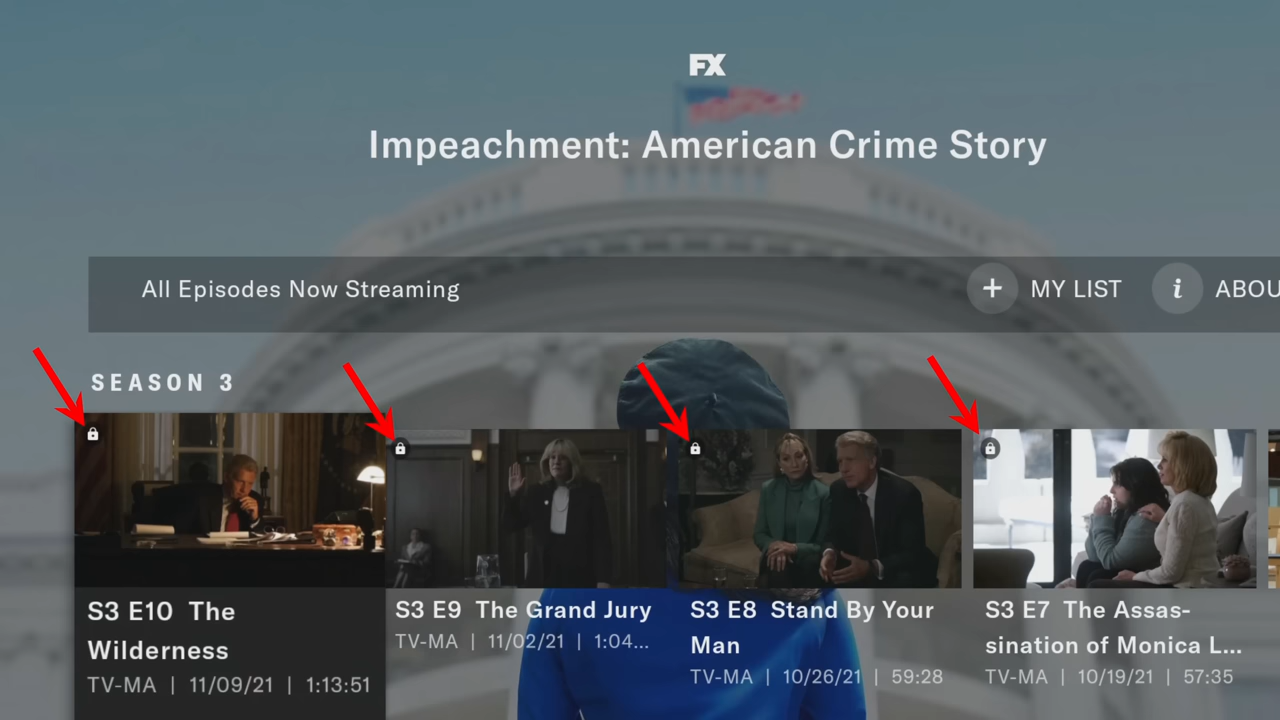 FX
Impeachment: American Crime Story
All Episodes Now Streaming
+ MY LIST
i ABOU
SEASON 3
S3 E10 The
Wilderness
TV-MA | 11/09/21 | 1:13:51
S3 E9 The Grand Jury
TV-MA | 11/02/21 | 1:04...
S3 E8 Stand By Your
Man
TV-MA | 10/26/21 | 59:28
S3 E7 The Assas-
sination of Monica L...
TV-MA | 10/19/21 | 57:35